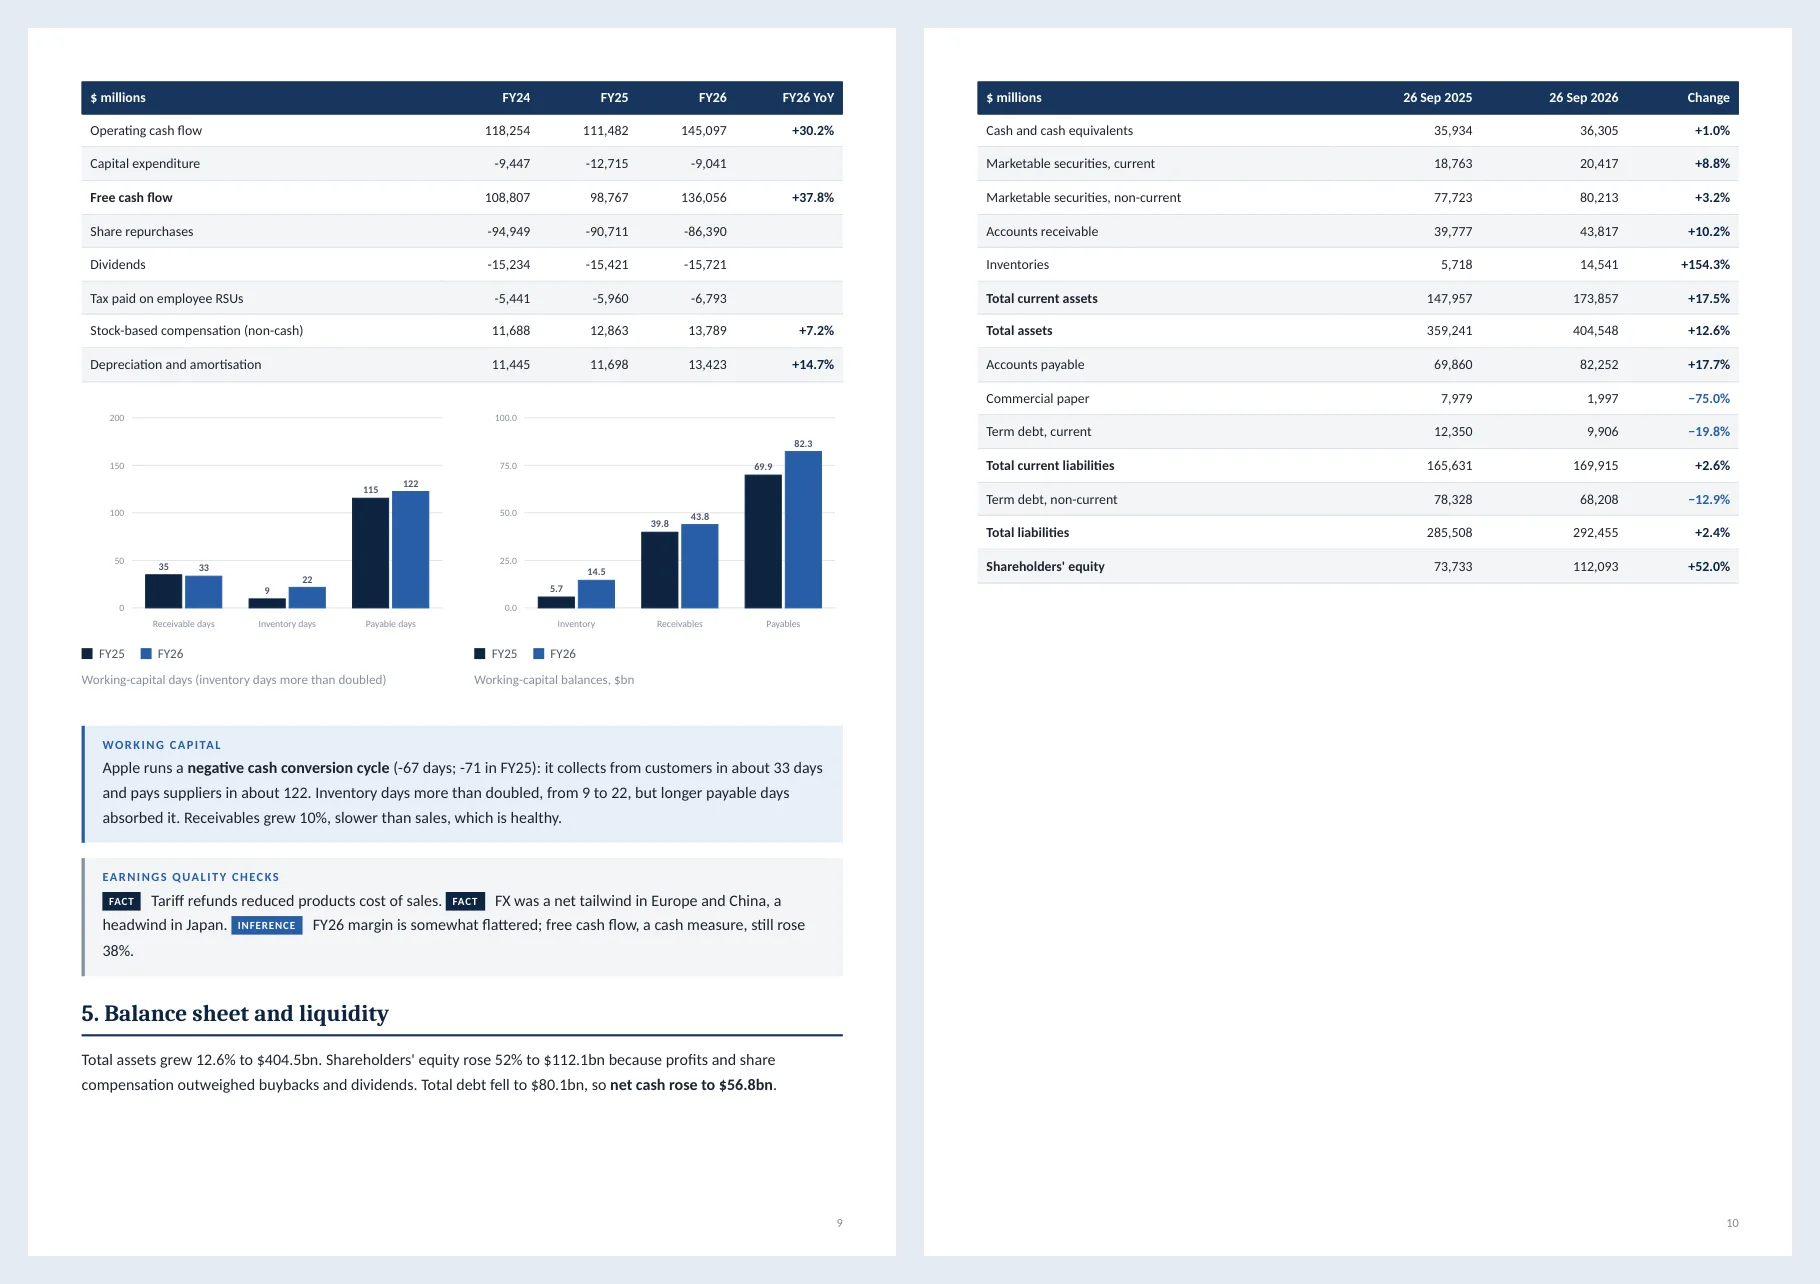 $ millions FY24 FY25 FY26 FY26 YoY
Operating cash flow 118,254 111,482 145,097 +30.2%
Capital expenditure -9,447 -12,715 -9,041
Free cash flow 108,807 98,767 136,056 +37.8%
Share repurchases -94,949 -90,711 -86,390
Dividends -15,234 -15,421 -15,721
Tax paid on employee RSUs -5,441 -5,960 -6,793
Stock-based compensation (non-cash) 11,688 12,863 13,789 +7.2%
Depreciation and amortisation 11,445 11,698 13,423 +14.7%
200
150
100
50
0
35 33
9 22
115 122
Receivable days Inventory days Payable days
FY25 FY26
Working-capital days (inventory days more than doubled)
100.0
75.0
50.0
25.0
0.0
5.7 14.5
39.8 43.8
69.9 82.3
Inventory Receivables Payables
FY25 FY26
Working-capital balances, $bn
WORKING CAPITAL
Apple runs a negative cash conversion cycle (-67 days; -71 in FY25): it collects from customers in about 33 days
and pays suppliers in about 122. Inventory days more than doubled, from 9 to 22, but longer payable days
absorbed it. Receivables grew 10%, slower than sales, which is healthy.
EARNINGS QUALITY CHECKS
FACT Tariff refunds reduced products cost of sales. FACT FX was a net tailwind in Europe and China, a
headwind in Japan. INFERENCE FY26 margin is somewhat flattered; free cash flow, a cash measure, still rose
38%.
5. Balance sheet and liquidity
Total assets grew 12.6% to $404.5bn. Shareholders' equity rose 52% to $112.1bn because profits and share
compensation outweighed buybacks and dividends. Total debt fell to $80.1bn, so net cash rose to $56.8bn.
9
$ millions 26 Sep 2025 26 Sep 2026 Change
Cash and cash equivalents 35,934 36,305 +1.0%
Marketable securities, current 18,763 20,417 +8.8%
Marketable securities, non-current 77,723 80,213 +3.2%
Accounts receivable 39,777 43,817 +10.2%
Inventories 5,718 14,541 +154.3%
Total current assets 147,957 173,857 +17.5%
Total assets 359,241 404,548 +12.6%
Accounts payable 69,860 82,252 +17.7%
Commercial paper 7,979 1,997 −75.0%
Term debt, current 12,350 9,906 −19.8%
Total current liabilities 165,631 169,915 +2.6%
Term debt, non-current 78,328 68,208 −12.9%
Total liabilities 285,508 292,455 +2.4%
Shareholders' equity 73,733 112,093 +52.0%
10